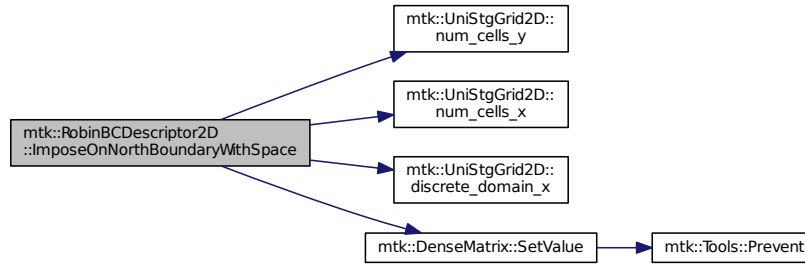 mtk::UniStgGrid2D::
num_cells_y
mtk::RobinBCDescriptor2D
::ImposeOnNorthBoundaryWithSpace
mtk::UniStgGrid2D::
num_cells_x
mtk::UniStgGrid2D::
discrete_domain_x
mtk::DenseMatrix::SetValue
mtk::Tools::Prevent